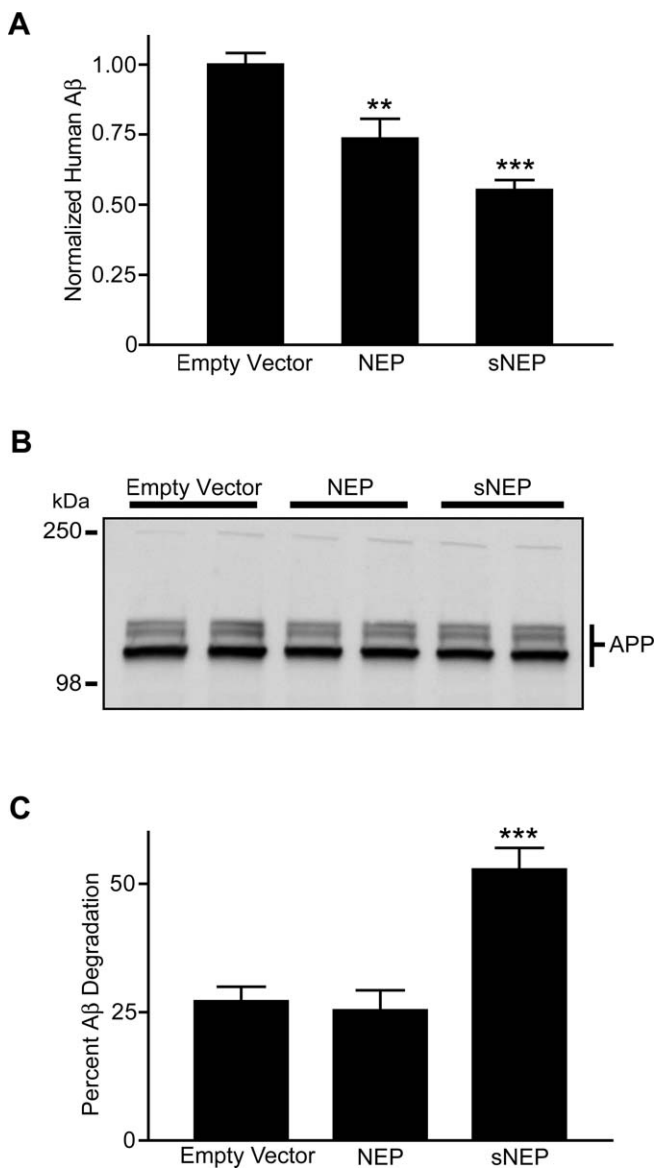 A
Normalized Human Aβ
1.00
0.75
0.50
0.25
0
**
***
Empty Vector NEP sNEP
B
kDa
Empty Vector NEP sNEP
250
98
APP
C
Percent Aβ Degradation
50
25
0
***
Empty Vector NEP sNEP